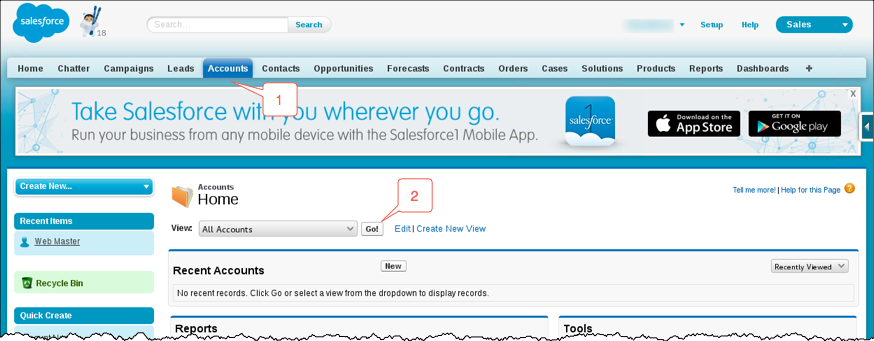 salesforce
18
Search...
Search
Setup
Help
Sales
Home Chatter Campaigns Leads Accounts Contacts Opportunities Forecasts Contracts Orders Cases Solutions Products Reports Dashboards +
1
Take Salesforce with you wherever you go.
Run your business from any mobile device with the Salesforce1 Mobile App.
1
salesforce
Download on the
App Store
GET IT ON
Google play
X
Create New...
Recent Items
Web Master
Recycle Bin
Quick Create
Accounts
Home
2
Tell me more! | Help for this Page
View: All Accounts Go! Edit | Create New View
Recent Accounts New Recently Viewed
No recent records. Click Go or select a view from the dropdown to display records.
Reports
Tools